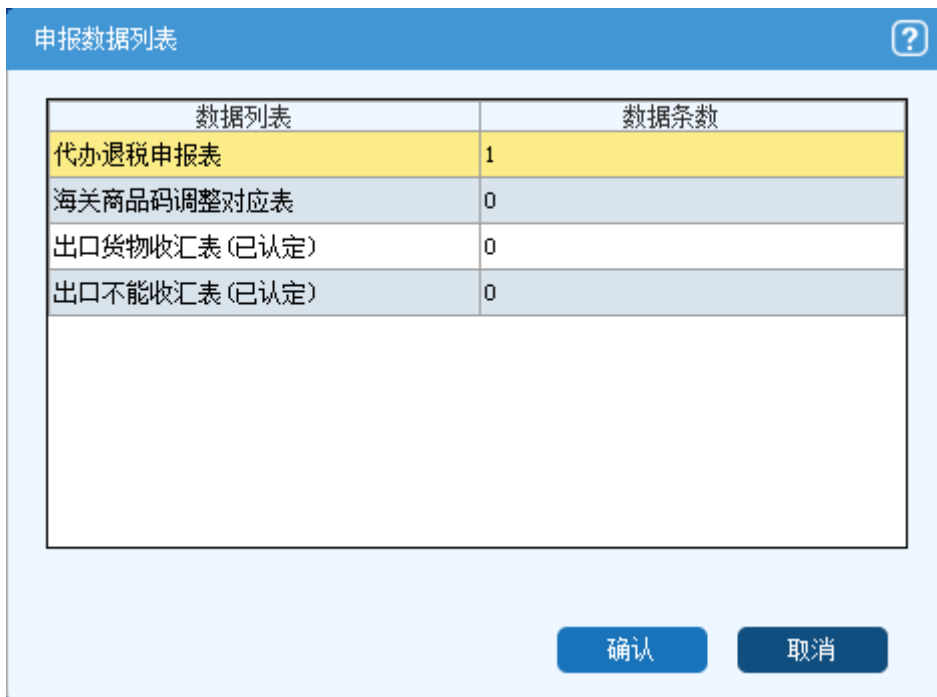 申报数据列表
数据列表 数据条数
代办退税申报表 1
海关商品码调整对应表 0
出口货物收汇表(已认定) 0
出口不能收汇表(已认定) 0
确认 取消